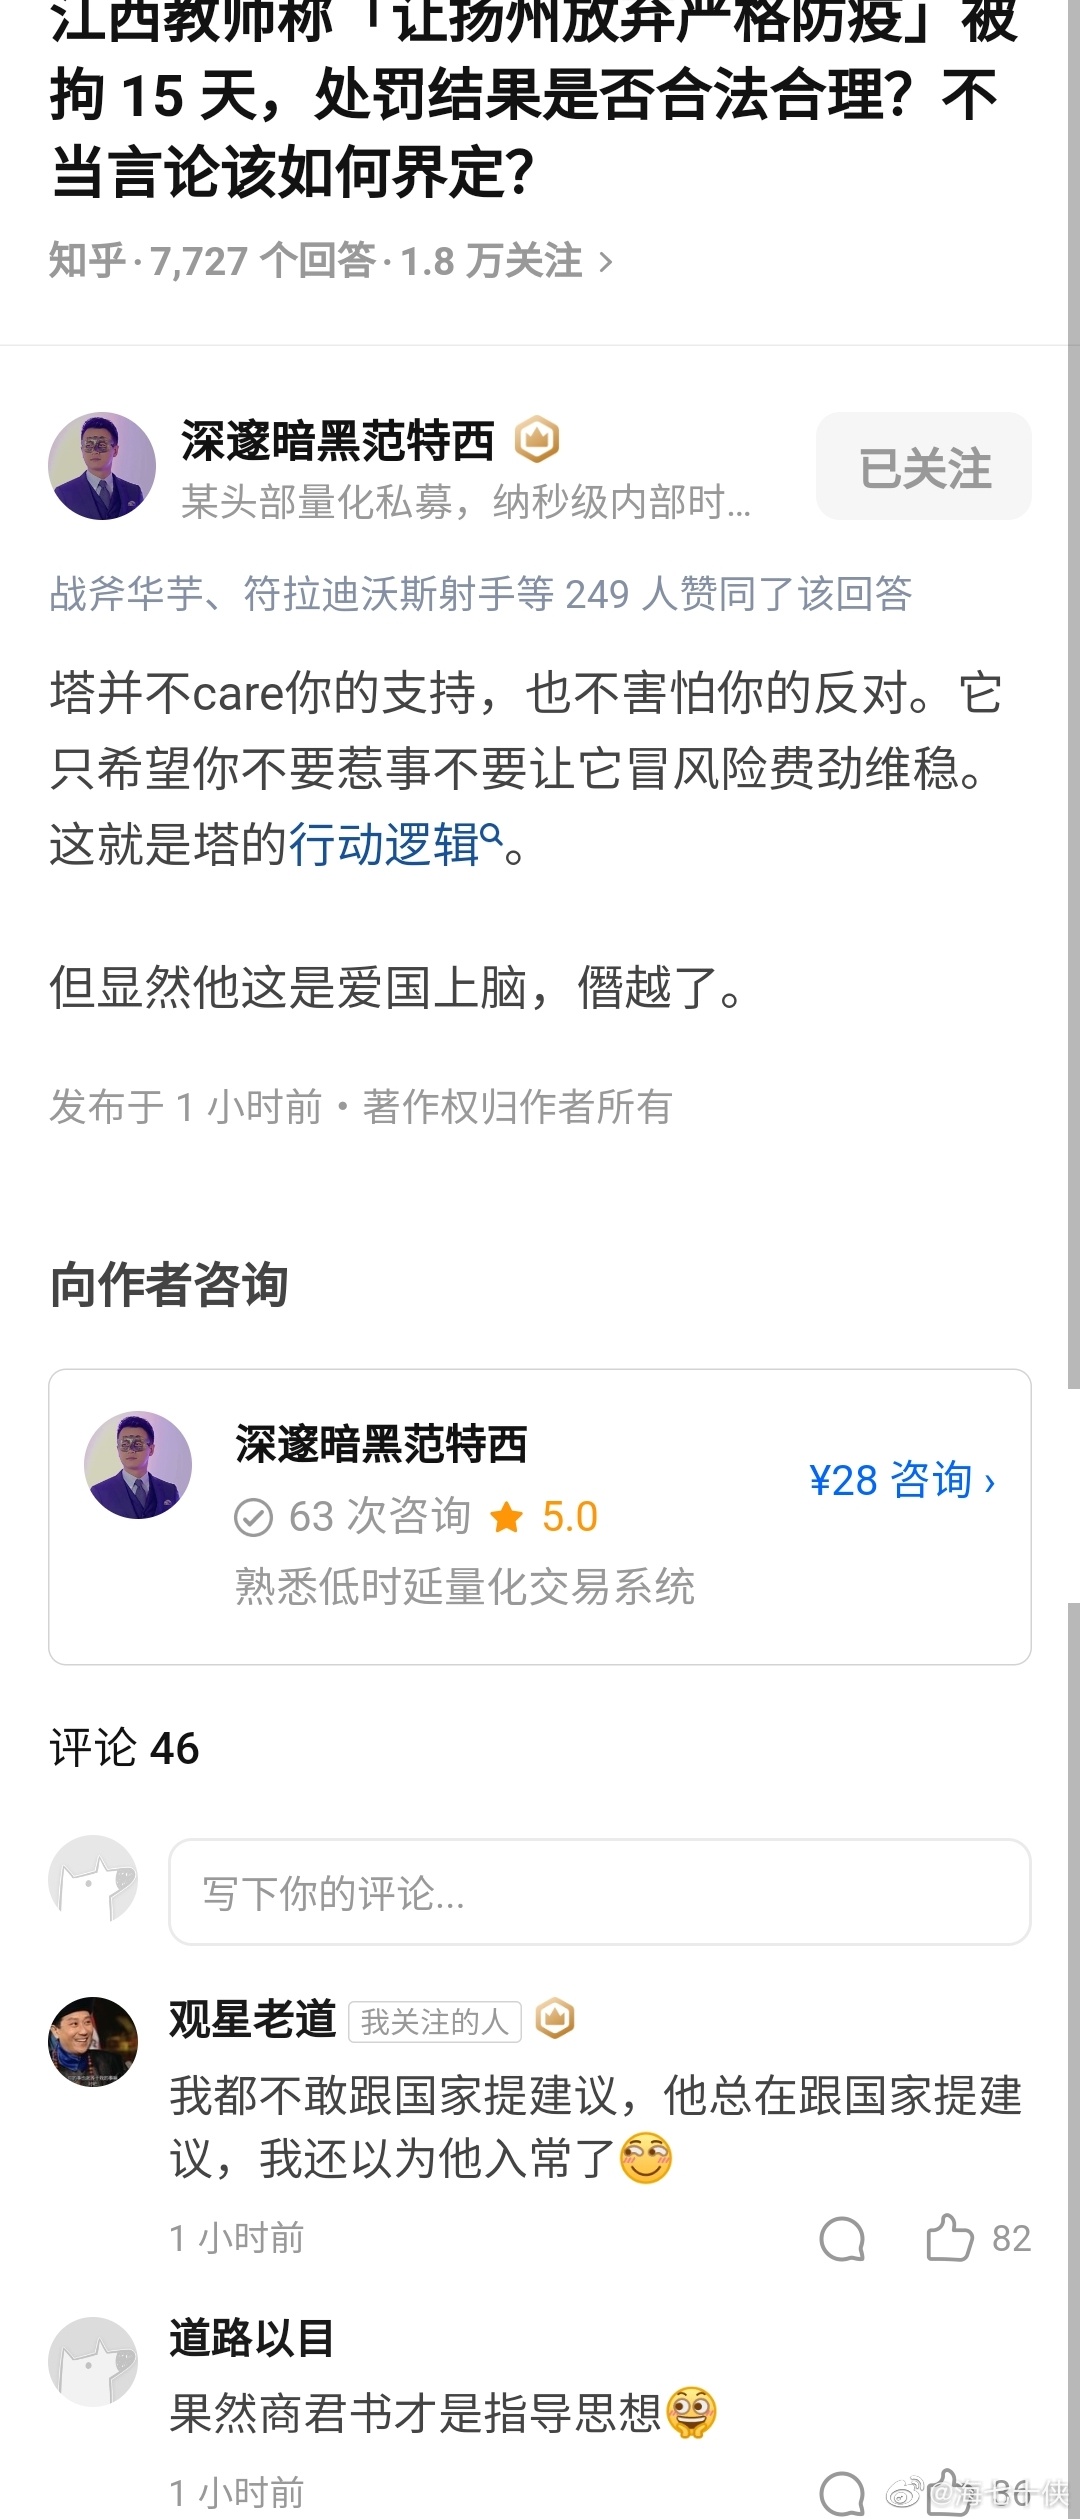 江西教师称「让扬州放弃严格防疫」被
拘 15 天，处罚结果是否合法合理？不
当言论该如何界定？
知乎 · 7,727 个回答 · 1.8 万关注 >
深邃暗黑范特西
某头部量化私募，纳秒级内部时...
已关注
战斧华芋、符拉迪沃斯射手等 249 人赞同了该回答
塔并不care你的支持，也不害怕你的反对。它
只希望你不要惹事不要让它冒风险费劲维稳。
这就是塔的行动逻辑。
但显然他这是爱国上脑，僭越了。
发布于 1 小时前 · 著作权归作者所有
向作者咨询
深邃暗黑范特西
63 次咨询 5.0
¥28 咨询 ›
熟悉低时延量化交易系统
评论 46
写下你的评论...
观星老道 我关注的人
我都不敢跟国家提建议，他总在跟国家提建
议，我还以为他入常了
1 小时前
82
道路以目
果然商君书才是指导思想
1 小时前
36
@海七十侠